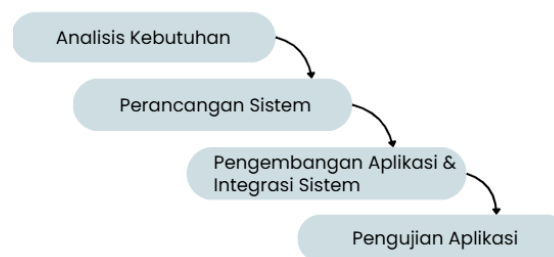 Analisis Kebutuhan
Perancangan Sistem
Pengembangan Aplikasi &
Integrasi Sistem
Pengujian Aplikasi